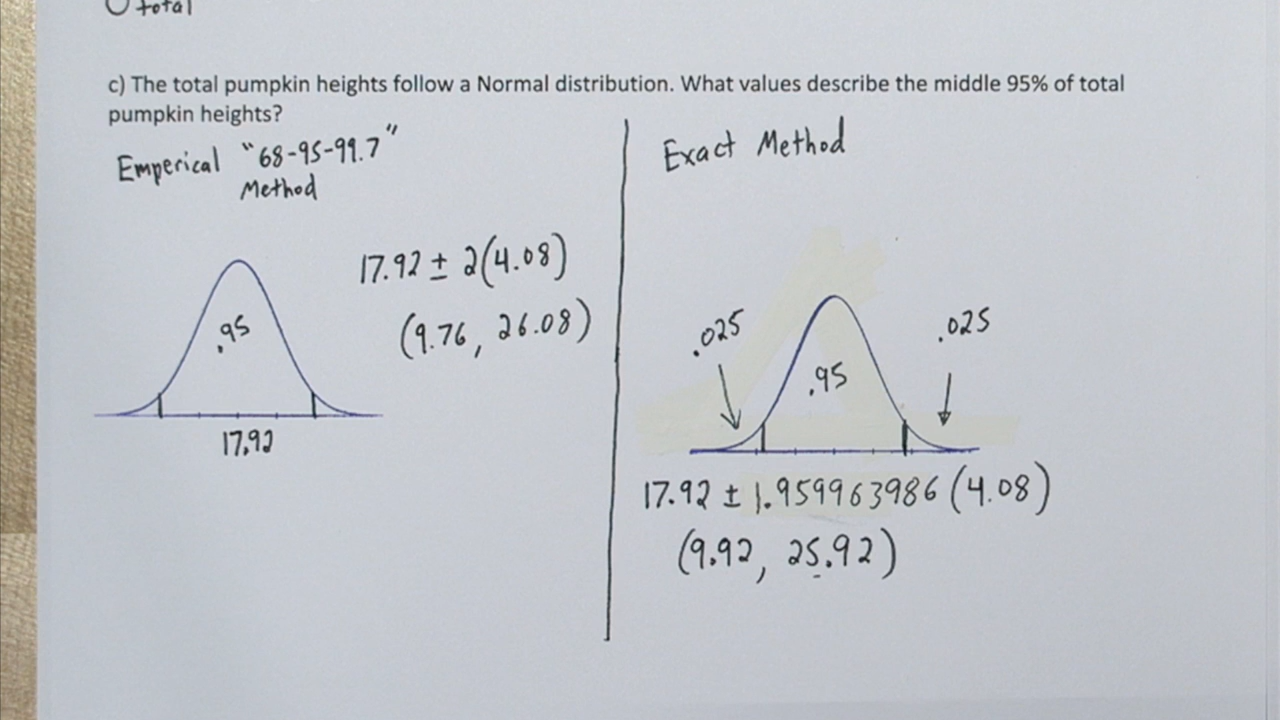 total
c) The total pumpkin heights follow a Normal distribution. What values describe the middle 95% of total
pumpkin heights?
Emperical "68-95-99.7"
Method
17.92 ± 2(4.08)
(9.76, 26.08)
.95
17.92
Exact Method
.025
.025
.95
17.92 ± 1.959963986(4.08)
(9.92, 25.92)